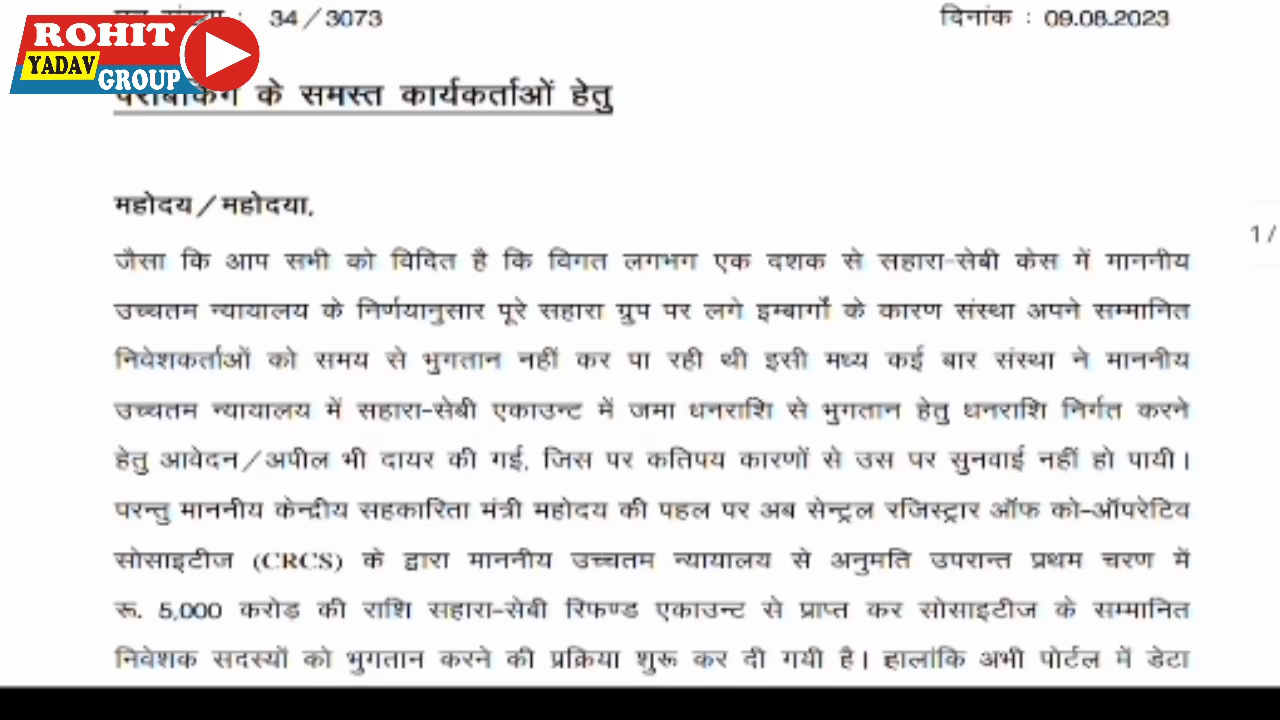 पत्र संख्या : 34/3073 दिनांक : 09.08.2023
ROHIT
YADAV
GROUP
पैराबैंकिंग के समस्त कार्यकर्ताओं हेतु
महोदय/महोदया,
1/
जैसा कि आप सभी को विदित है कि विगत लगभग एक दशक से सहारा-सेबी केस में माननीय
उच्चतम न्यायालय के निर्णयानुसार पूरे सहारा ग्रुप पर लगे इम्बार्गों के कारण संस्था अपने सम्मानित
निवेशकर्ताओं को समय से भुगतान नहीं कर पा रही थी इसी मध्य कई बार संस्था ने माननीय
उच्चतम न्यायालय में सहारा-सेबी एकाउन्ट में जमा धनराशि से भुगतान हेतु धनराशि निर्गत करने
हेतु आवेदन/अपील भी दायर की गई, जिस पर कतिपय कारणों से उस पर सुनवाई नहीं हो पायी।
परन्तु माननीय केन्द्रीय सहकारिता मंत्री महोदय की पहल पर अब सेन्ट्रल रजिस्ट्रार ऑफ को-ऑपरेटिव
सोसाइटीज (CRCS) के द्वारा माननीय उच्चतम न्यायालय से अनुमति उपरान्त प्रथम चरण में
रू. 5,000 करोड़ की राशि सहारा-सेबी रिफण्ड एकाउन्ट से प्राप्त कर सोसाइटीज के सम्मानित
निवेशक सदस्यों को भुगतान करने की प्रक्रिया शुरू कर दी गयी है। हालांकि अभी पोर्टल में डेटा